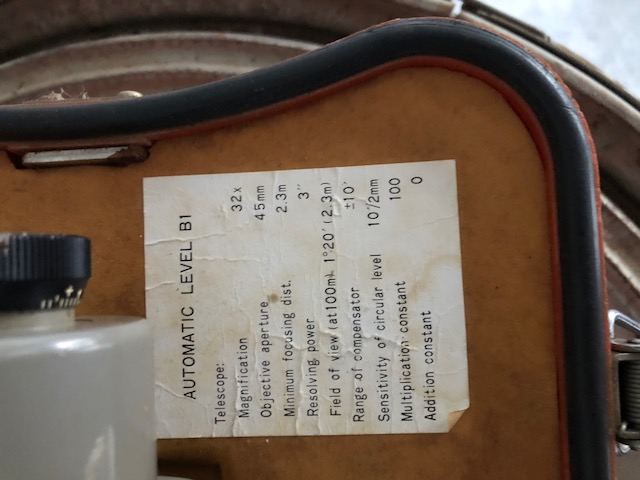 AUTOMATIC LEVEL B1
Telescope:
Magnification 32x
Objective aperture 45mm
Minimum focusing dist. 2.3m
Resolving power 3"
Field of view (at 100m) 1°20' (2.3m)
Range of compensator ±10'
Sensitivity of circular level 10'/2mm
Multiplication constant 100
Addition constant 0